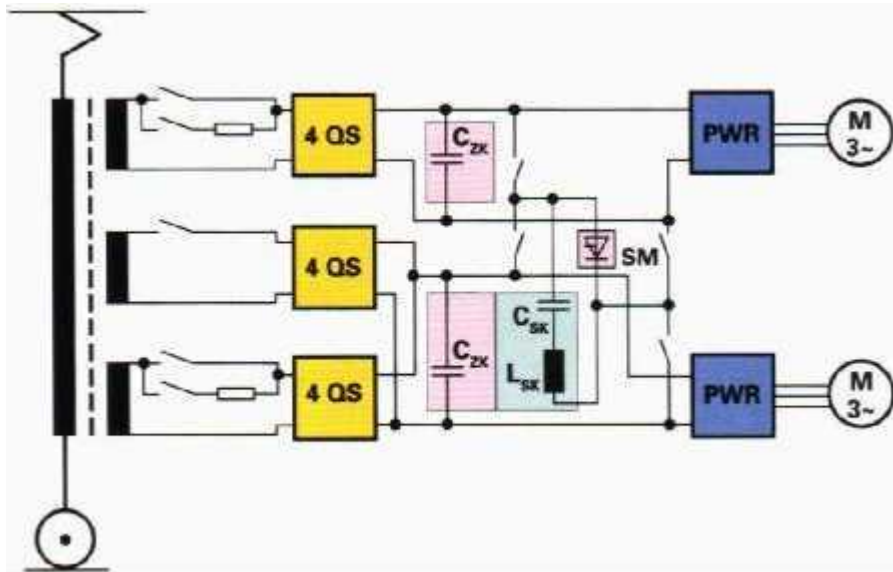 4 QS
C_ZK
PWR
M
3~
4 QS
SM
C_SK
C_ZK
L_SK
4 QS
PWR
M
3~